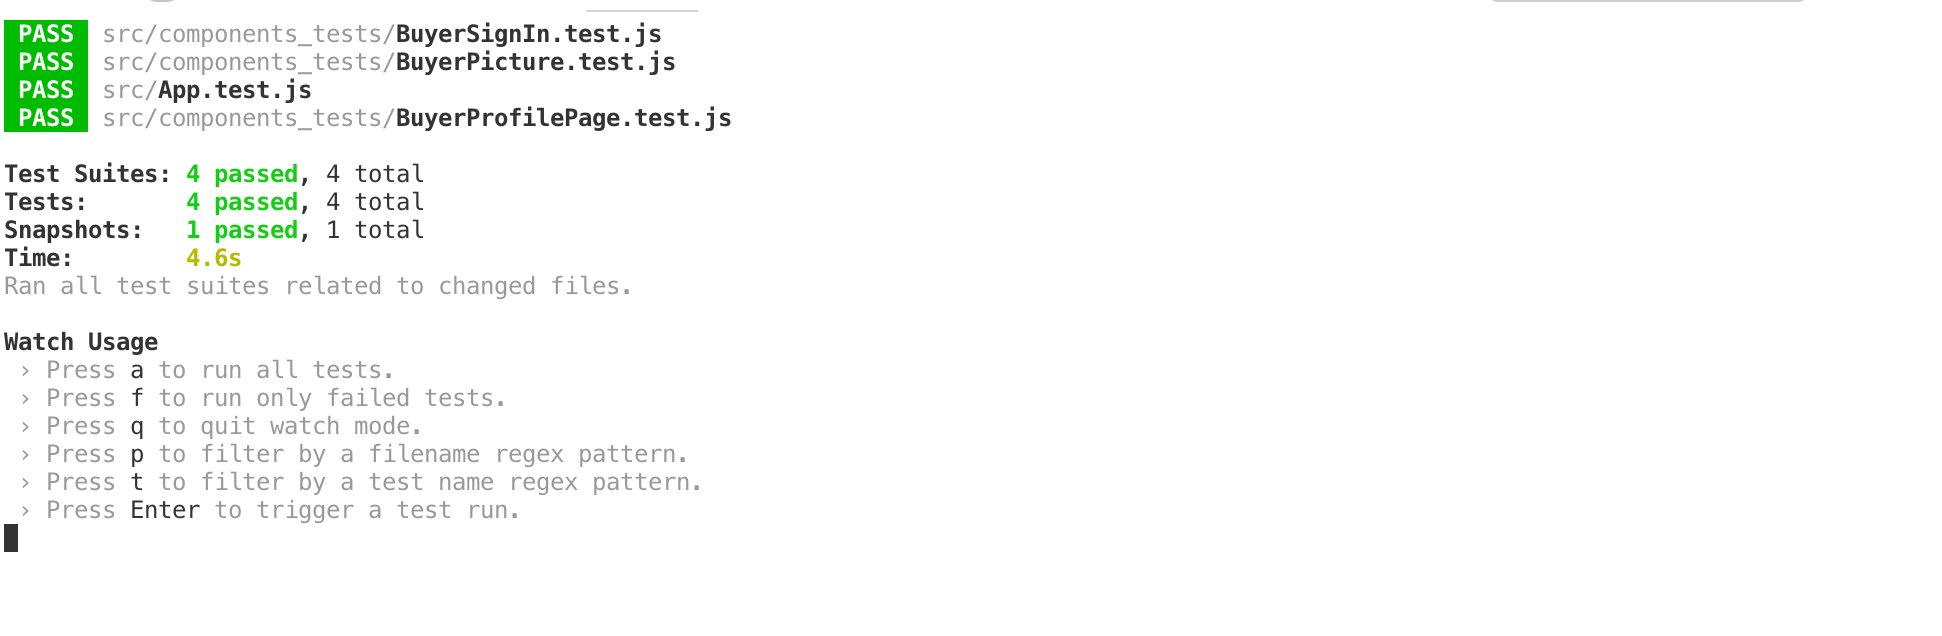 PASS src/components_tests/BuyerSignIn.test.js
PASS src/components_tests/BuyerPicture.test.js
PASS src/App.test.js
PASS src/components_tests/BuyerProfilePage.test.js
Test Suites: 4 passed, 4 total
Tests: 4 passed, 4 total
Snapshots: 1 passed, 1 total
Time: 4.6s
Ran all test suites related to changed files.
Watch Usage
› Press a to run all tests.
› Press f to run only failed tests.
› Press q to quit watch mode.
› Press p to filter by a filename regex pattern.
› Press t to filter by a test name regex pattern.
› Press Enter to trigger a test run.